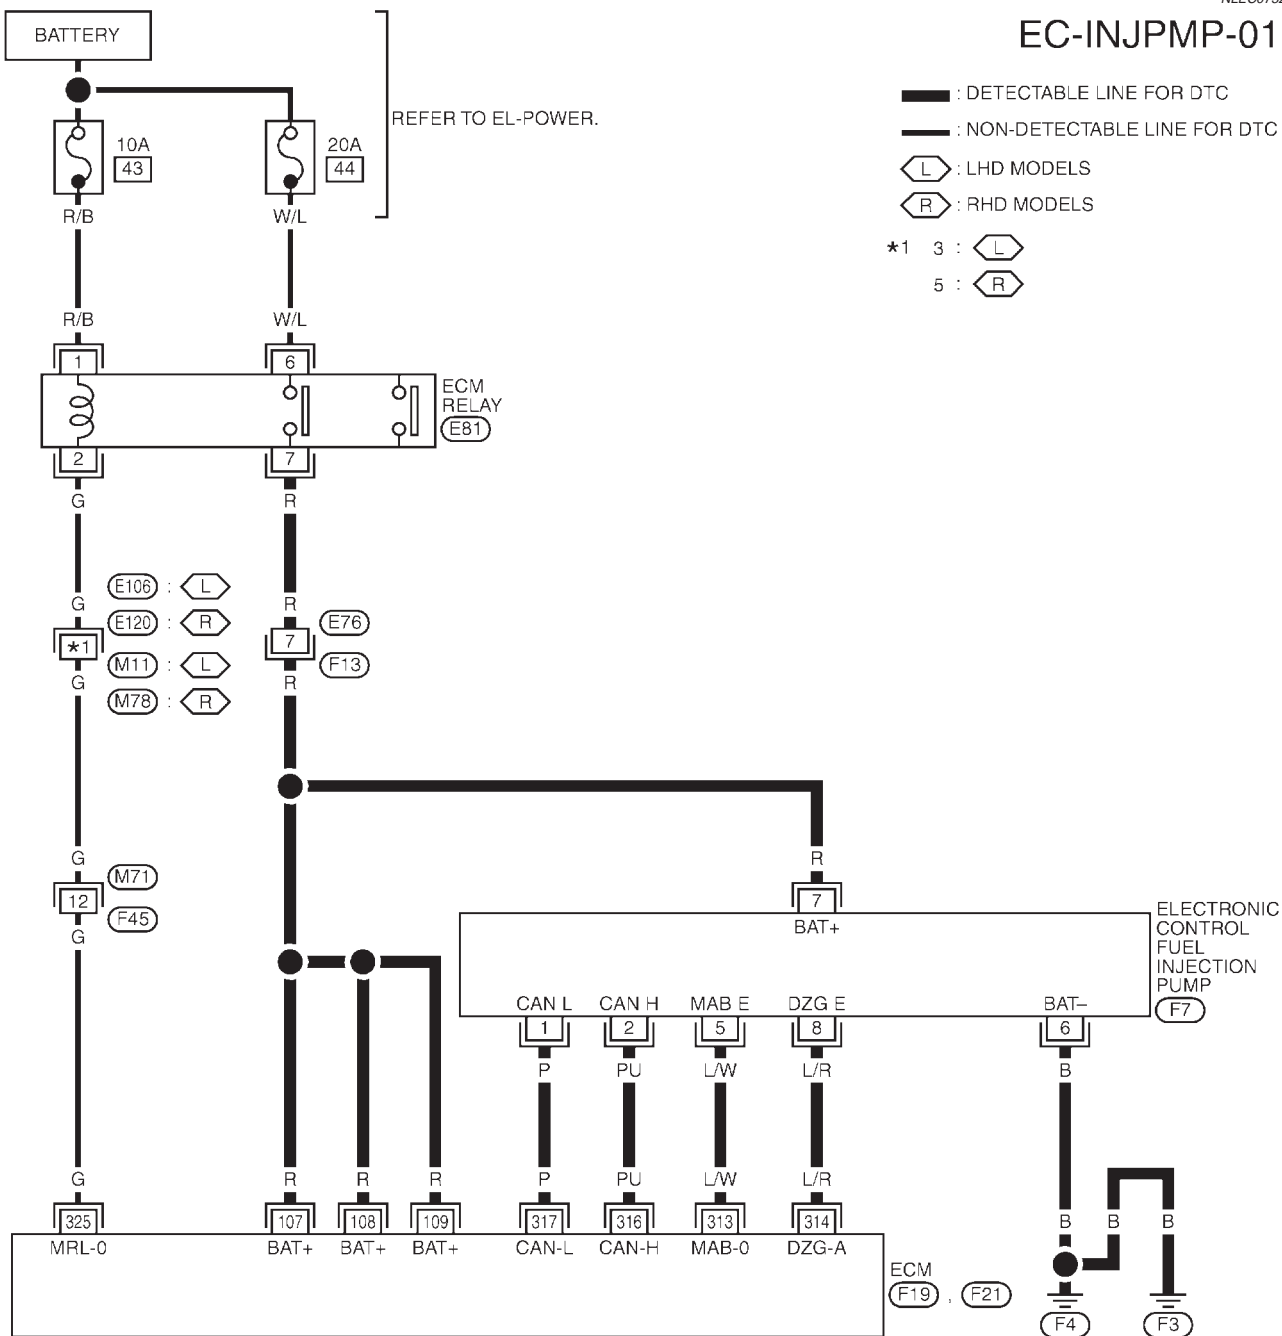 EC-INJPMP-01
BATTERY
REFER TO EL-POWER.
: DETECTABLE LINE FOR DTC
: NON-DETECTABLE LINE FOR DTC
L : LHD MODELS
R : RHD MODELS
*1 3 : L
5 : R
10A
43
20A
44
R/B
W/L
R/B
W/L
1
6
ECM
RELAY
E81
2
7
G
R
E106 : L
E120 : R
G
R
*1
7
E76
M11 : L
F13
M78 : R
G
R
G
M71
12
F45
G
R
7
BAT+
ELECTRONIC
CONTROL
FUEL
INJECTION
PUMP
F7
CAN L
CAN H
MAB E
DZG E
BAT–
1
2
5
8
6
P
PU
L/W
L/R
B
G
R
R
R
P
PU
L/W
L/R
B
B
B
325
107
108
109
317
316
313
314
MRL-0
BAT+
BAT+
BAT+
CAN-L
CAN-H
MAB-0
DZG-A
ECM
F19 , F21
F4
F3